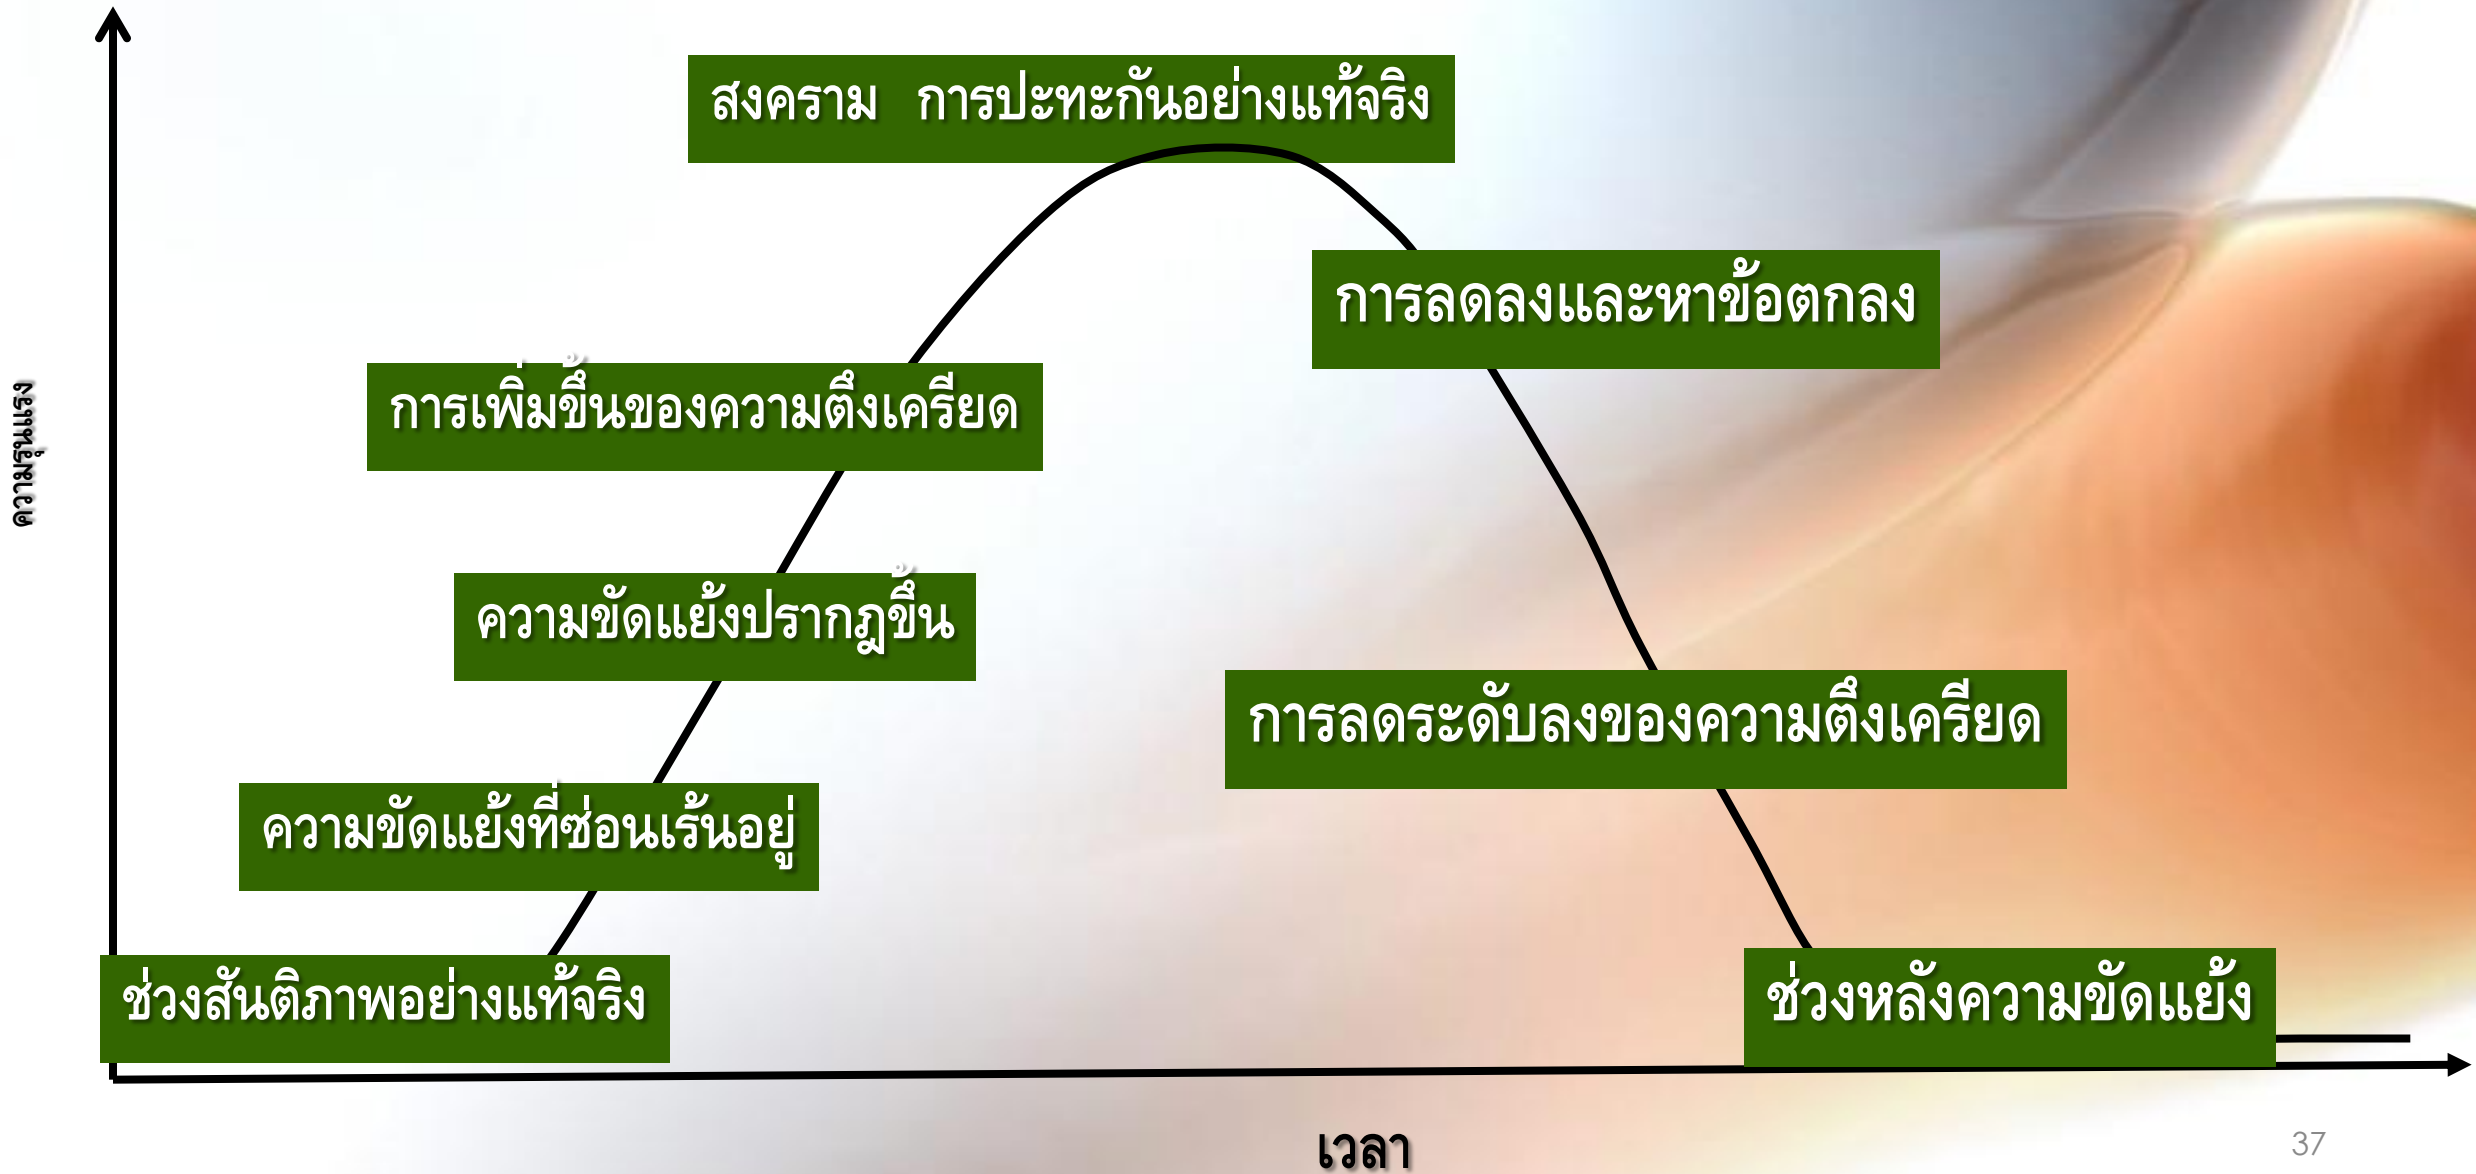 สงคราม การปะทะกันอย่างแท้จริง
การลดลงและหาข้อตกลง
การเพิ่มขึ้นของความตึงเครียด
ความรุนแรง
ความขัดแย้งปรากฎขึ้น
การลดระดับลงของความตึงเครียด
ความขัดแย้งที่ซ่อนเร้นอยู่
ช่วงสันติภาพอย่างแท้จริง
ช่วงหลังความขัดแย้ง
เวลา
37